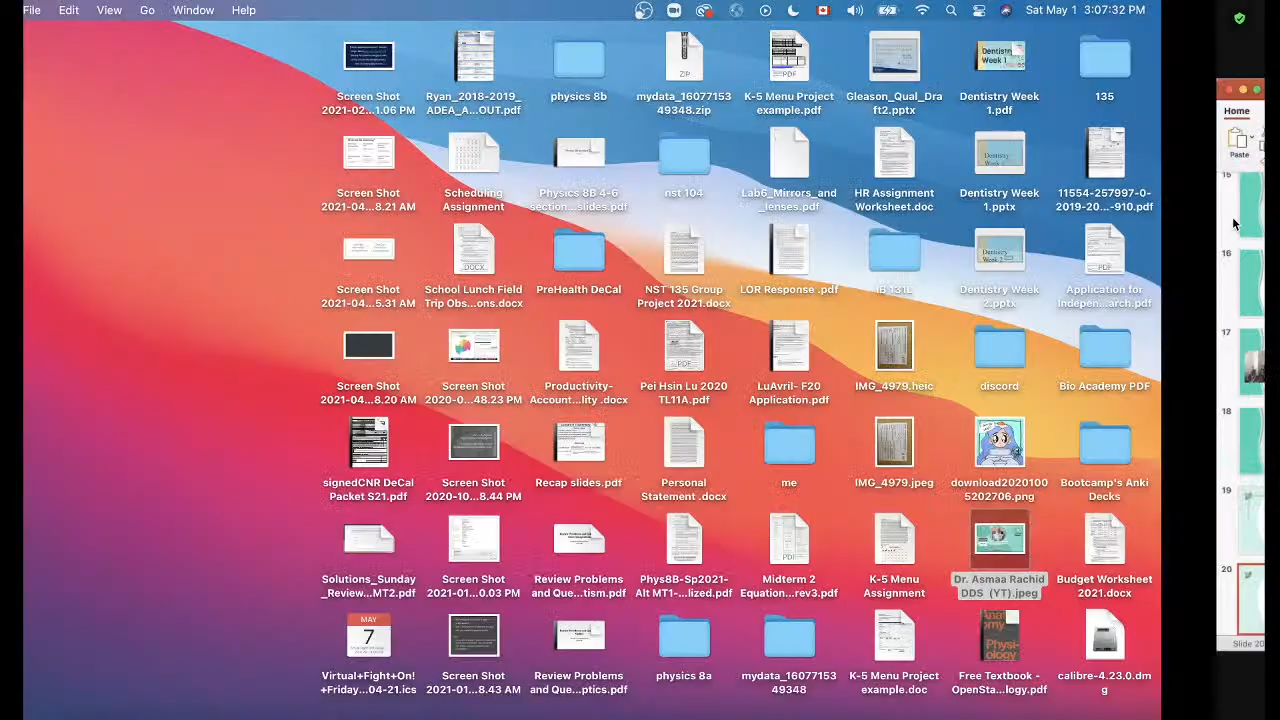 File Edit View Go Window Help Sat May 1 3:07:32 PM
Screen Shot
2021-02...1.06 PM
Ryan_2018-2019_
ADEA_A...OUT.pdf
physics 8b
mydata_16077153
49348.zip
K-5 Menu Project
example.pdf
Gleason_Qual_Dra
ft2.pptx
Dentistry Week
1.pdf
135
Screen Shot
2021-04...8.21 AM
Scheduling
Assignment
Physics 8B 4-6
section...slides.pdf
nst 104
Lab6_Mirrors_and
_lenses.pdf
HR Assignment
Worksheet.doc
Dentistry Week
1.pptx
11554-257997-0-
2019-20...-910.pdf
Screen Shot
2021-04...5.31 AM
School Lunch Field
Trip Obs...ons.docx
PreHealth DeCal
NST 135 Group
Project 2021.docx
LOR Response .pdf
IB 131L
Dentistry Week
2.pptx
Application for
Indepen...arch.pdf
Screen Shot
2021-04...8.20 AM
Screen Shot
2020-0...48.23 PM
Productivity-
Account...lity .docx
Pei Hsin Lu 2020
TL11A.pdf
LuAvril- F20
Application.pdf
IMG_4979.heic
discord
Bio Academy PDF
signedCNR DeCal
Packet S21.pdf
Screen Shot
2020-10...8.44 PM
Recap slides.pdf
Personal
Statement .docx
me
IMG_4979.jpeg
download2020100
5202706.png
Bootcamp's Anki
Decks
Solutions_Sunday
_Review...MT2.pdf
Screen Shot
2021-01...0.03 PM
Review Problems
and Que...tism.pdf
Phys8B-Sp2021-
Alt MT1-...lized.pdf
Midterm 2
Equation...rev3.pdf
K-5 Menu
Assignment
Dr. Asmaa Rachid
DDS (YT).jpeg
Budget Worksheet
2021.docx
MAY
7
Virtual+Fight+On!
+Friday...04-21.ics
Screen Shot
2021-01...8.43 AM
Review Problems
and Que...ptics.pdf
physics 8a
mydata_16077153
49348
K-5 Menu Project
example.doc
Free Textbook -
OpenSta...logy.pdf
calibre-4.23.0.dm
g
ZIP
PDF
DOCX
PDF
PDF
Home
Paste
15
16
17
18
19
20
Slide 20